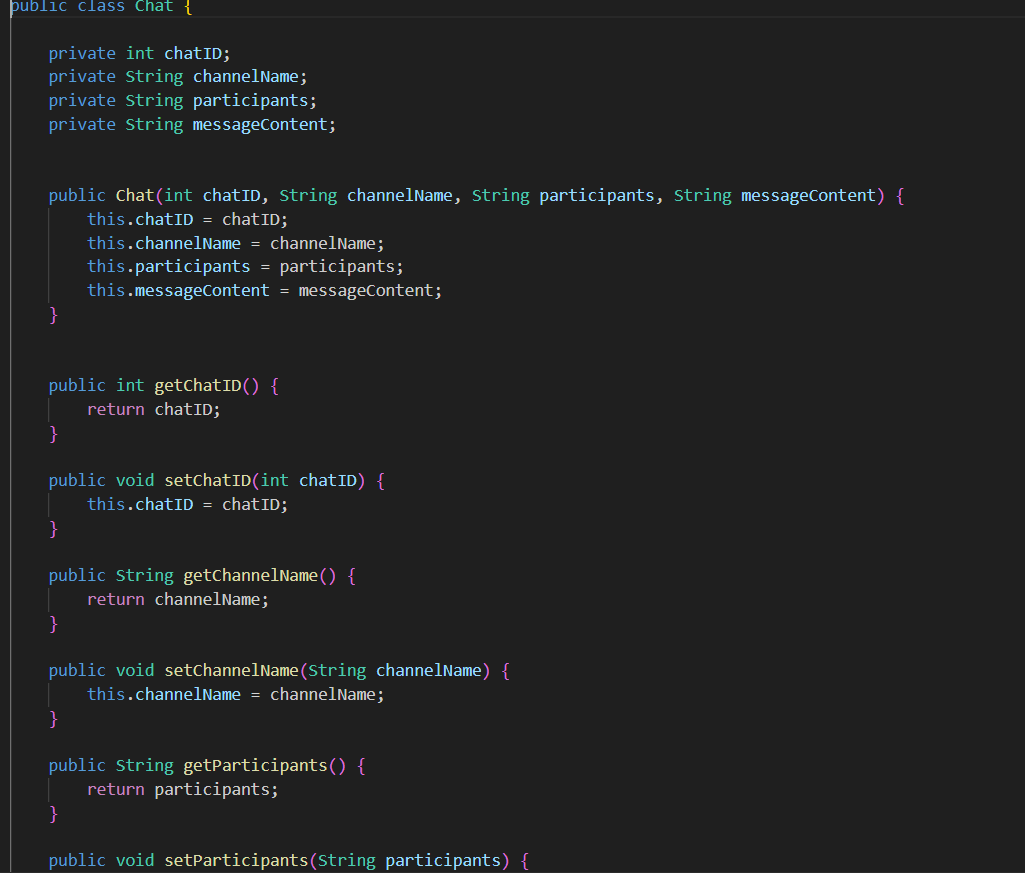 public class Chat {
private int chatID;
private String channelName;
private String participants;
private String messageContent;
public Chat(int chatID, String channelName, String participants, String messageContent) {
this.chatID = chatID;
this.channelName = channelName;
this.participants = participants;
this.messageContent = messageContent;
}
public int getChatID() {
return chatID;
}
public void setChatID(int chatID) {
this.chatID = chatID;
}
public String getChannelName() {
return channelName;
}
public void setChannelName(String channelName) {
this.channelName = channelName;
}
public String getParticipants() {
return participants;
}
public void setParticipants(String participants) {